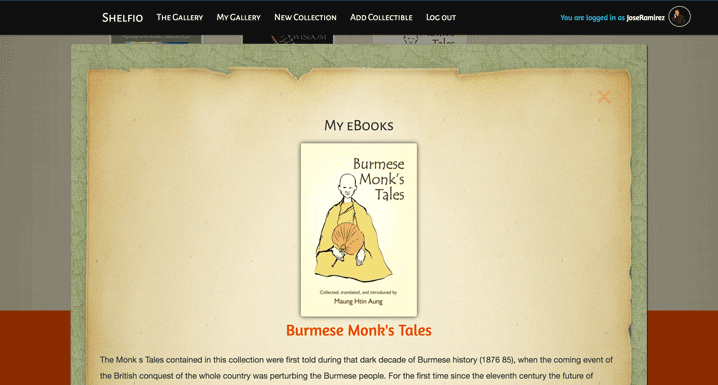 Shelfio The Gallery My Gallery New Collection Add Collectible Log out You are logged in as JoseRamirez
WISDOM
Tales
My eBooks
Burmese
Monk's
Tales
Collected, translated, and introduced by
Maung Htin Aung
Burmese Monk's Tales
The Monk s Tales contained in this collection were first told during that dark decade of Burmese history (1876 85), when the coming event of
the British conquest of the whole country was perturbing the Burmese people. For the first time since the eleventh century the future of